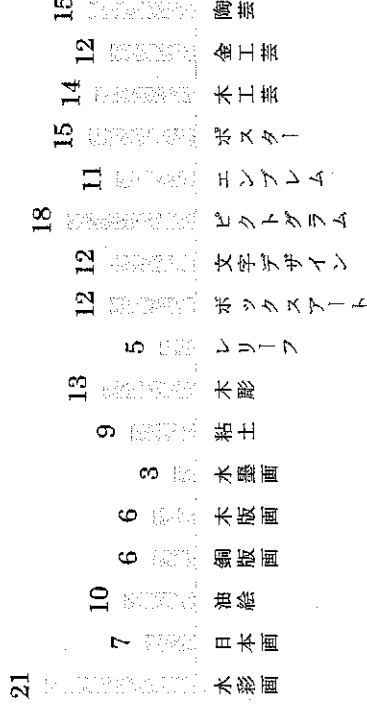 15 陶芸
12 金工芸
14 木工芸
15 ポスター
11 エンブレム
18 ピクトグラム
12 文字デザイン
12 ボックスアート
5 レリーフ
13 木彫
9 粘土
3 水墨画
6 木版画
6 銅版画
10 油絵
7 日本画
21 水彩画